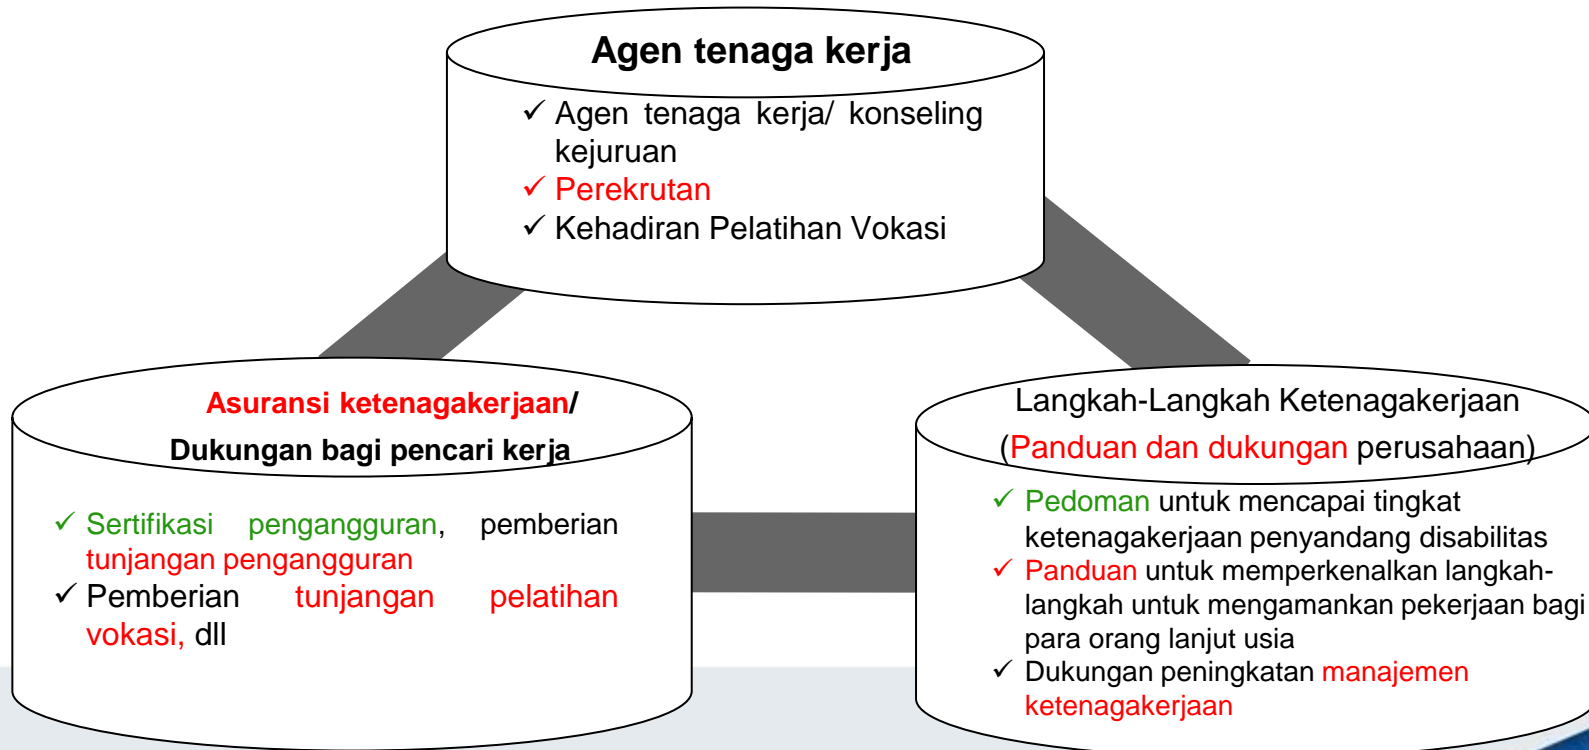 Agen tenaga kerja
✓ Agen tenaga kerja/ konseling
kejuruan
✓ Perekrutan
✓ Kehadiran Pelatihan Vokasi
Asuransi ketenagakerjaan/
Dukungan bagi pencari kerja
✓ Sertifikasi pengangguran, pemberian
tunjangan pengangguran
✓ Pemberian tunjangan pelatihan
vokasi, dll
Langkah-Langkah Ketenagakerjaan
(Panduan dan dukungan perusahaan)
✓ Pedoman untuk mencapai tingkat
ketenagakerjaan penyandang disabilitas
✓ Panduan untuk memperkenalkan langkah-
langkah untuk mengamankan pekerjaan bagi
para orang lanjut usia
✓ Dukungan peningkatan manajemen
ketenagakerjaan